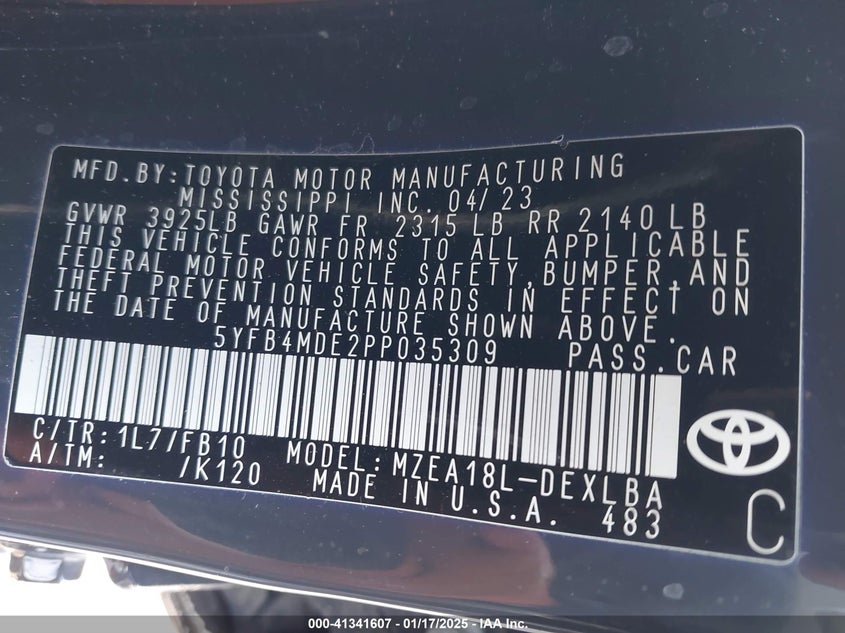 MFD.BY:TOYOTA MOTOR MANUFACTURING
MISSISSIPPI INC. 04/23
GVWR 3925LB GAWR FR 2315 LB RR 2140 LB
THIS VEHICLE CONFORMS TO ALL APPLICABLE
FEDERAL MOTOR VEHICLE SAFETY,BUMPER,AND
THEFT PREVENTION STANDARDS IN EFFECT ON
THE DATE OF MANUFACTURING SHOWN ABOVE.
5YFB4MDE2PP035309 PASS.CAR
C/TR:1L7/FB10 MODEL:MZEA18L-DEXLBA
A/TM: /K120 MADE IN U.S.A. 483
C
000-41341607 — 01/17/2025 — IAA Inc.